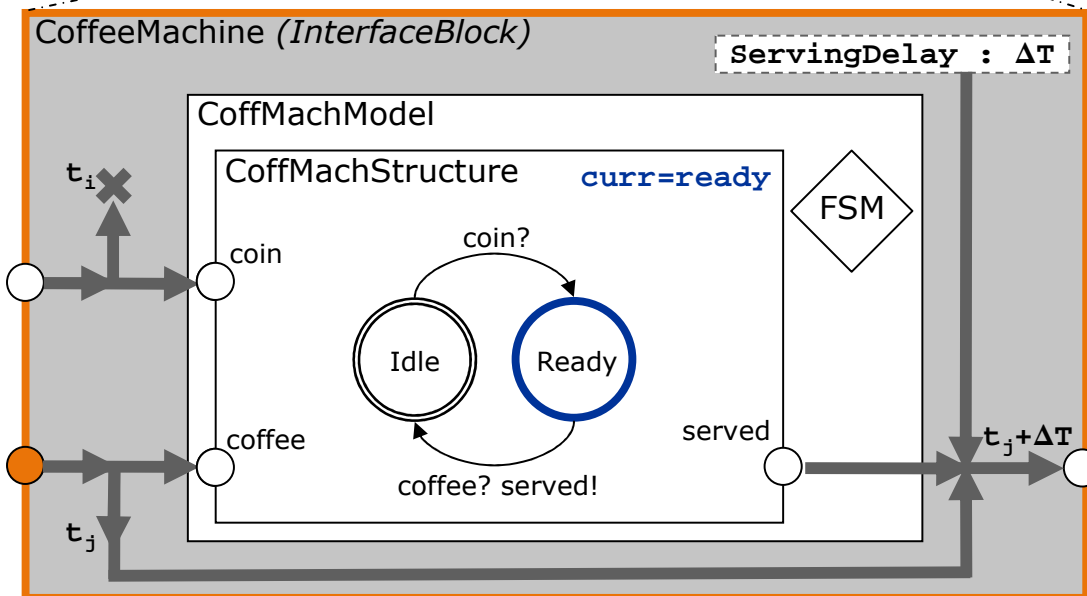 CoffeeMachine (InterfaceBlock)
ServingDelay : ΔT
CoffMachModel
CoffMachStructure
curr=ready
FSM
tᵢ
coin
coin?
Idle
Ready
coffee
served
coffee? served!
tⱼ+ΔT
tⱼ